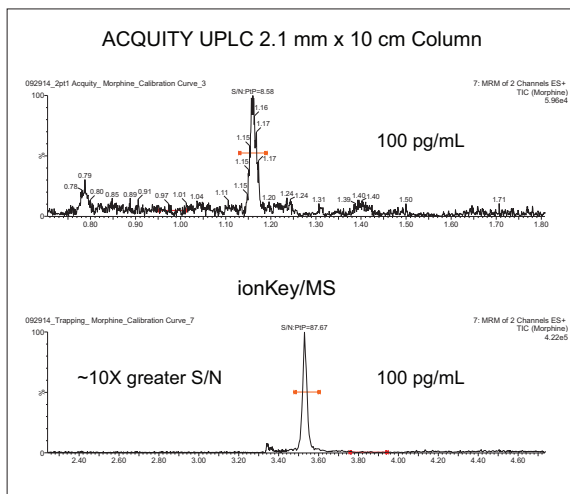 ACQUITY UPLC 2.1 mm x 10 cm Column
092914_2pt1 Acquity_ Morphine_Calibration Curve_3
7: MRM of 2 Channels ES+
S/N:PtP=8.58
TIC (Morphine)
5.96e4
100
1.16
1.17
100 pg/mL
1.15
%
1.15
1.17
0.79
0.78
0.80
0.85
0.89
0.91
0.97
1.01
1.04
1.11
1.15
1.20
1.24
1.24
1.31
1.39
1.40
1.40
1.50
1.71
0
0.80 0.90 1.00 1.10 1.20 1.30 1.40 1.50 1.60 1.70 1.80
ionKey/MS
092914_Trapping_ Morphine_Calibration Curve_7
7: MRM of 2 Channels ES+
S/N:PtP=87.67
TIC (Morphine)
4.22e5
100
~10X greater S/N
100 pg/mL
%
0
2.40 2.60 2.80 3.00 3.20 3.40 3.60 3.80 4.00 4.20 4.40 4.60